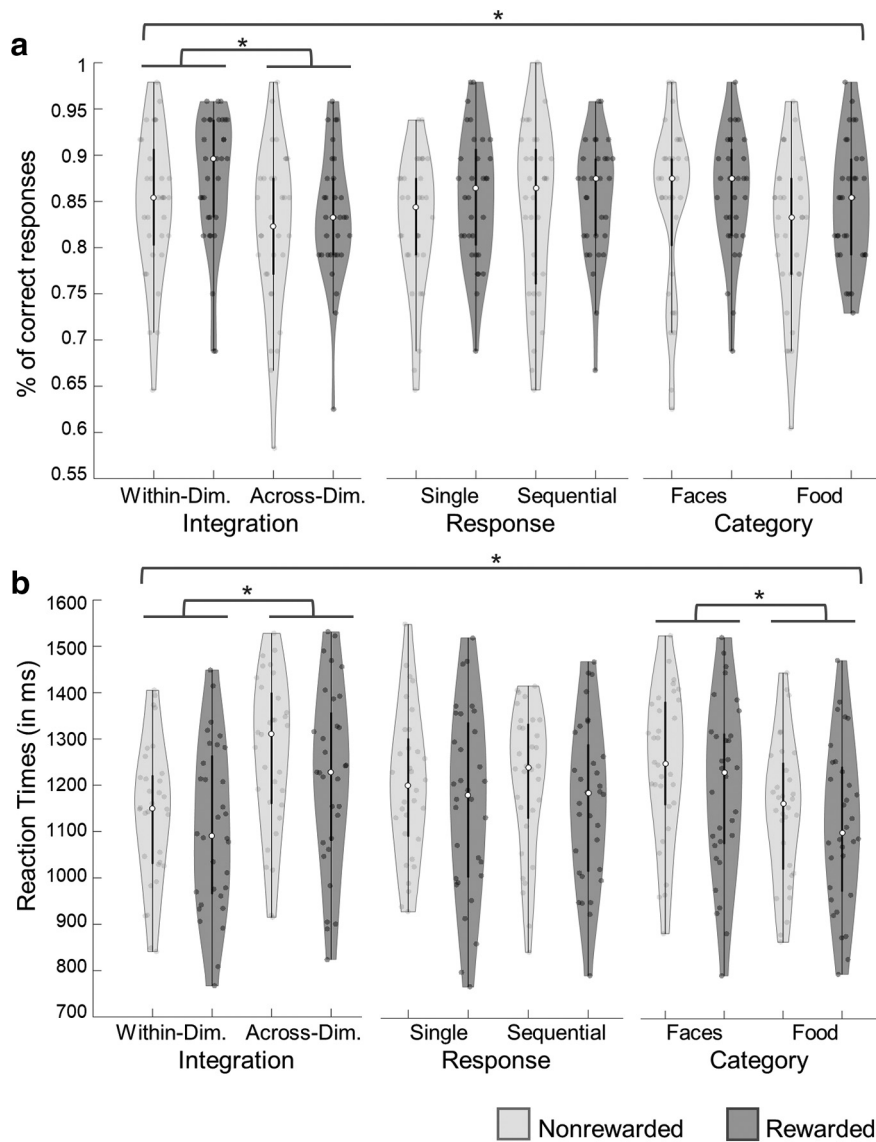 *
a
*
1
0.95
0.9
0.85
0.8
0.75
0.7
0.65
0.6
0.55
% of correct responses
Within-Dim. Across-Dim. Single Sequential Faces Food
Integration Response Category
*
b
*
*
1600
1500
1400
1300
1200
1100
1000
900
800
700
Reaction Times (in ms)
Within-Dim. Across-Dim. Single Sequential Faces Food
Integration Response Category
Nonrewarded Rewarded